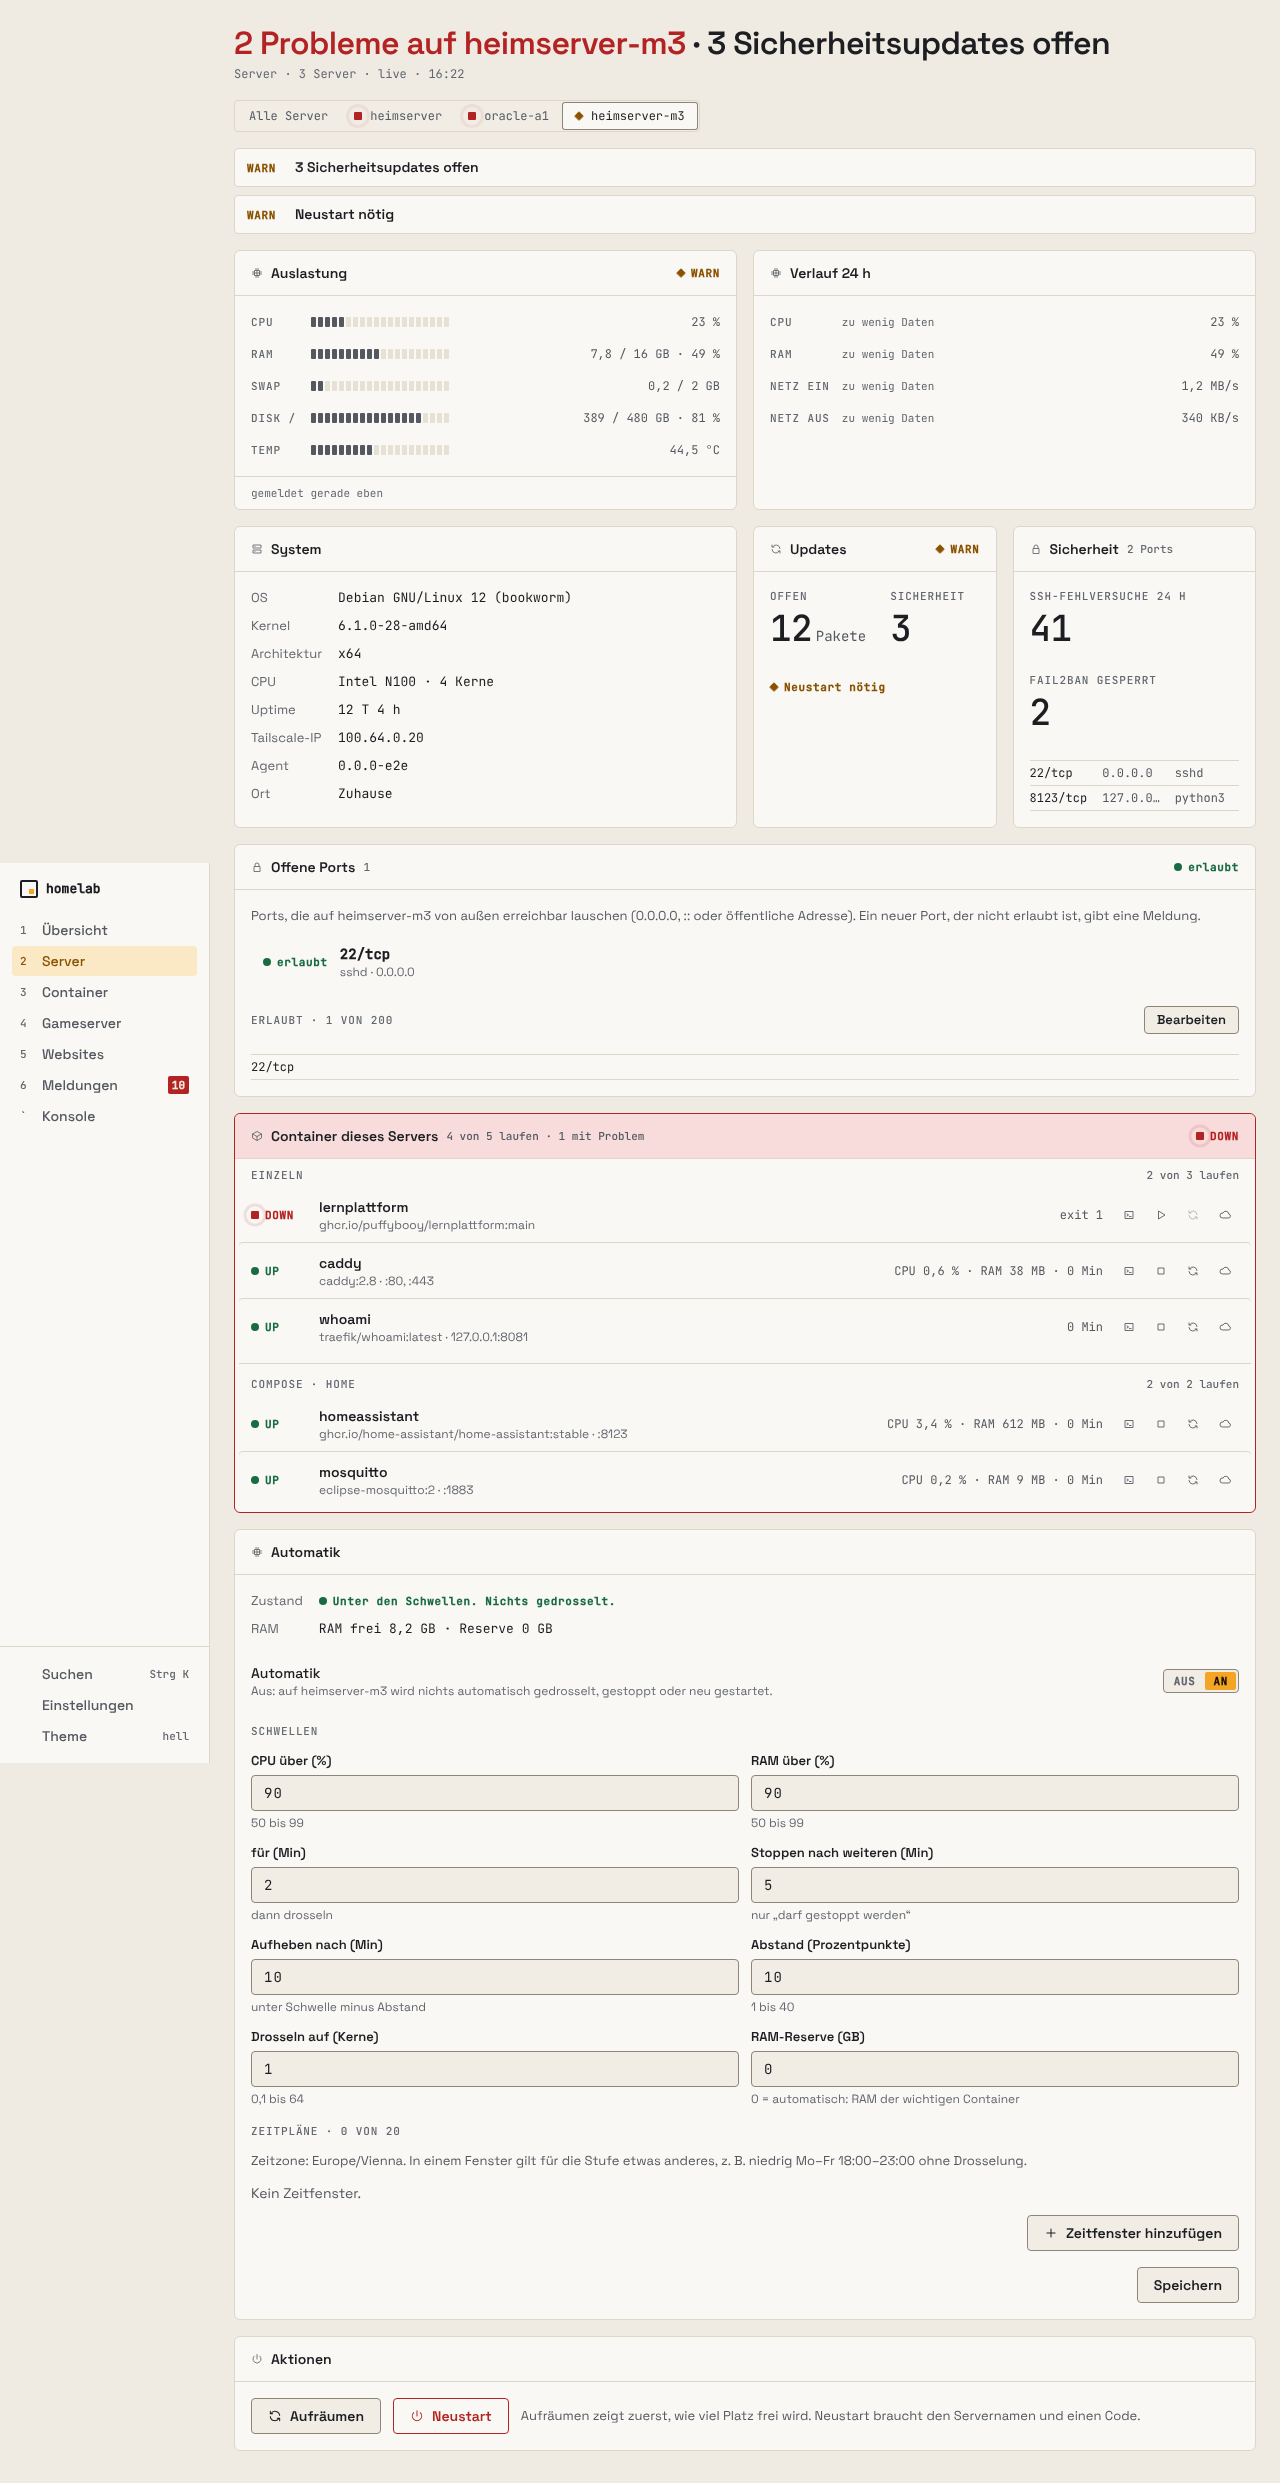 2 Probleme auf heimserver-m3 · 3 Sicherheitsupdates offen
Server · 3 Server · live · 16:22
Alle Server heimserver oracle-a1 heimserver-m3
WARN 3 Sicherheitsupdates offen
WARN Neustart nötig
Auslastung WARN
CPU 23 %
RAM 7,8 / 16 GB · 49 %
SWAP 0,2 / 2 GB
DISK / 389 / 480 GB · 81 %
TEMP 44,5 °C
gemeldet gerade eben
Verlauf 24 h
CPU zu wenig Daten 23 %
RAM zu wenig Daten 49 %
NETZ EIN zu wenig Daten 1,2 MB/s
NETZ AUS zu wenig Daten 340 KB/s
System
OS Debian GNU/Linux 12 (bookworm)
Kernel 6.1.0-28-amd64
Architektur x64
CPU Intel N100 · 4 Kerne
Uptime 12 T 4 h
Tailscale-IP 100.64.0.20
Agent 0.0.0-e2e
Ort Zuhause
Updates WARN
OFFEN SICHERHEIT
12 Pakete 3
Neustart nötig
Sicherheit 2 Ports
SSH-FEHLVERSUCHE 24 H
41
FAIL2BAN GESPERRT
2
22/tcp 0.0.0.0 sshd
8123/tcp 127.0.0… python3
homelab
1 Übersicht
2 Server
3 Container
4 Gameserver
5 Websites
6 Meldungen 10
` Konsole
Suchen Strg K
Einstellungen
Theme hell
Offene Ports 1 erlaubt
Ports, die auf heimserver-m3 von außen erreichbar lauschen (0.0.0.0, :: oder öffentliche Adresse). Ein neuer Port, der nicht erlaubt ist, gibt eine Meldung.
erlaubt 22/tcp
sshd · 0.0.0.0
ERLAUBT · 1 VON 200 Bearbeiten
22/tcp
Container dieses Servers 4 von 5 laufen · 1 mit Problem DOWN
EINZELN 2 von 3 laufen
DOWN lernplattform exit 1
ghcr.io/puffybooy/lernplattform:main
UP caddy CPU 0,6 % · RAM 38 MB · 0 Min
caddy:2.8 · :80, :443
UP whoami 0 Min
traefik/whoami:latest · 127.0.0.1:8081
COMPOSE · HOME 2 von 2 laufen
UP homeassistant CPU 3,4 % · RAM 612 MB · 0 Min
ghcr.io/home-assistant/home-assistant:stable · :8123
UP mosquitto CPU 0,2 % · RAM 9 MB · 0 Min
eclipse-mosquitto:2 · :1883
Automatik
Zustand Unter den Schwellen. Nichts gedrosselt.
RAM RAM frei 8,2 GB · Reserve 0 GB
Automatik AUS AN
Aus: auf heimserver-m3 wird nichts automatisch gedrosselt, gestoppt oder neu gestartet.
SCHWELLEN
CPU über (%) RAM über (%)
90 90
50 bis 99 50 bis 99
für (Min) Stoppen nach weiteren (Min)
2 5
dann drosseln nur „darf gestoppt werden“
Aufheben nach (Min) Abstand (Prozentpunkte)
10 10
unter Schwelle minus Abstand 1 bis 40
Drosseln auf (Kerne) RAM-Reserve (GB)
1 0
0,1 bis 64 0 = automatisch: RAM der wichtigen Container
ZEITPLÄNE · 0 VON 20
Zeitzone: Europe/Vienna. In einem Fenster gilt für die Stufe etwas anderes, z. B. niedrig Mo–Fr 18:00–23:00 ohne Drosselung.
Kein Zeitfenster.
Zeitfenster hinzufügen
Speichern
Aktionen
Aufräumen Neustart Aufräumen zeigt zuerst, wie viel Platz frei wird. Neustart braucht den Servernamen und einen Code.